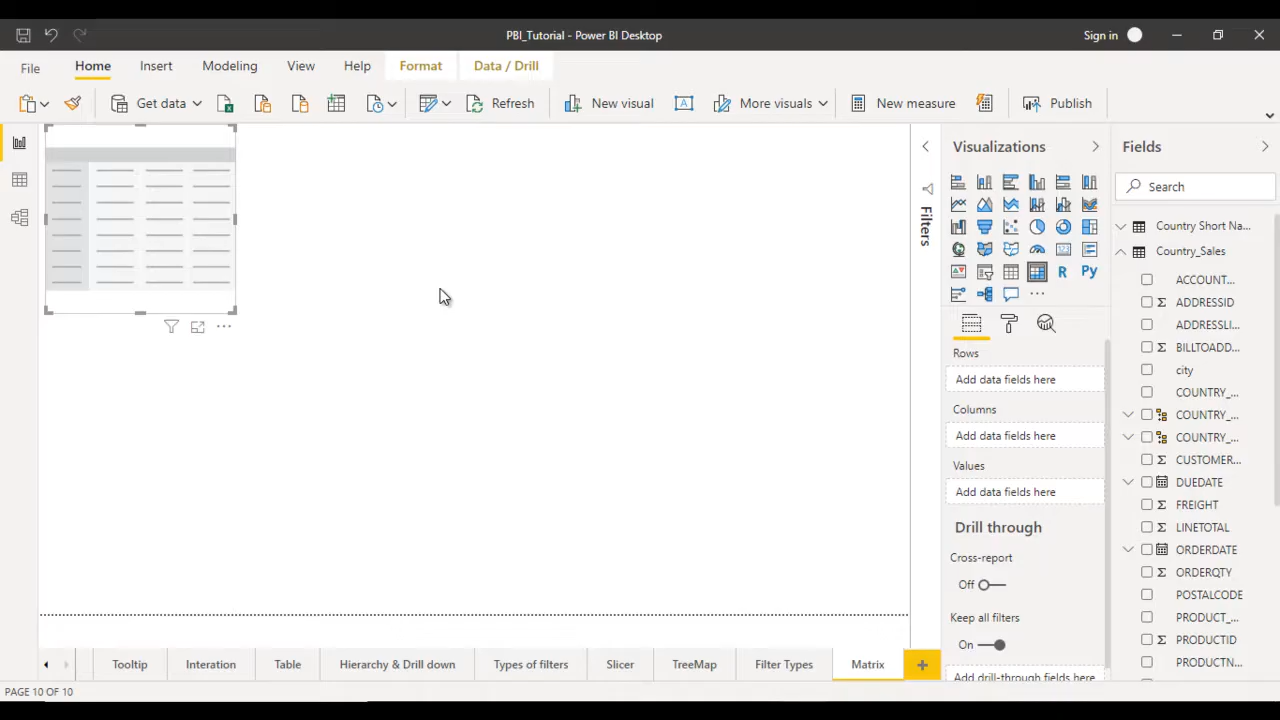 PBI_Tutorial - Power BI Desktop
Sign in
File
Home
Insert
Modeling
View
Help
Format
Data / Drill
Get data
Refresh
New visual
More visuals
New measure
Publish
Filters
Visualizations
R
Py
Rows
Add data fields here
Columns
Add data fields here
Values
Add data fields here
Drill through
Cross-report
Off
Keep all filters
On
Add drill-through fields here
Fields
Search
Country Short Na...
Country_Sales
ACCOUNT...
ADDRESSID
ADDRESSLI...
BILLTOADD...
city
COUNTRY_...
COUNTRY_...
COUNTRY_...
CUSTOMER...
DUEDATE
FREIGHT
LINETOTAL
ORDERDATE
ORDERQTY
POSTALCODE
PRODUCT_...
PRODUCTID
PRODUCTN...
Tooltip
Interation
Table
Hierarchy & Drill down
Types of filters
Slicer
TreeMap
Filter Types
Matrix
PAGE 10 OF 10